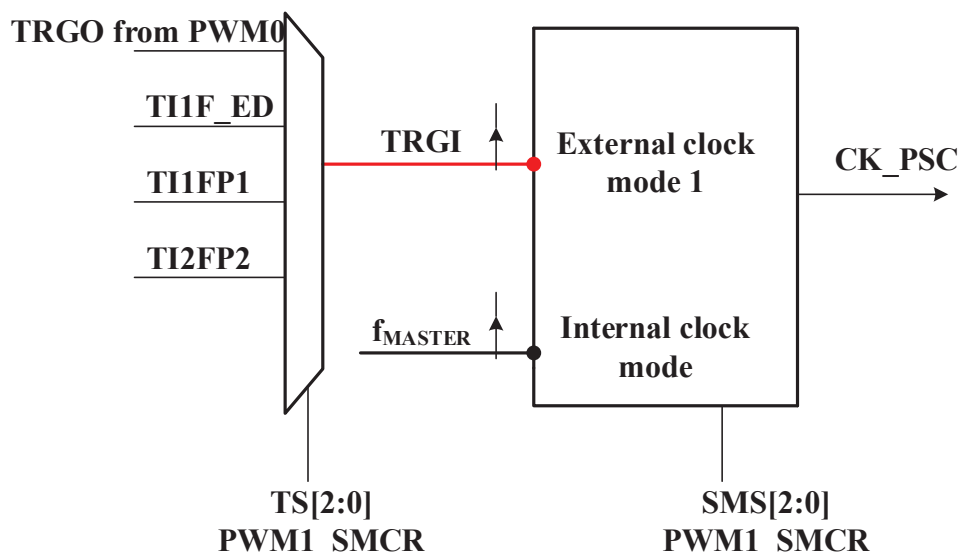 TRGO from PWM0
TI1F_ED
TRGI
TI1FP1
TI2FP2
External clock
mode 1
CK_PSC
fMASTER
Internal clock
mode
TS[2:0]
PWM1_SMCR
SMS[2:0]
PWM1_SMCR